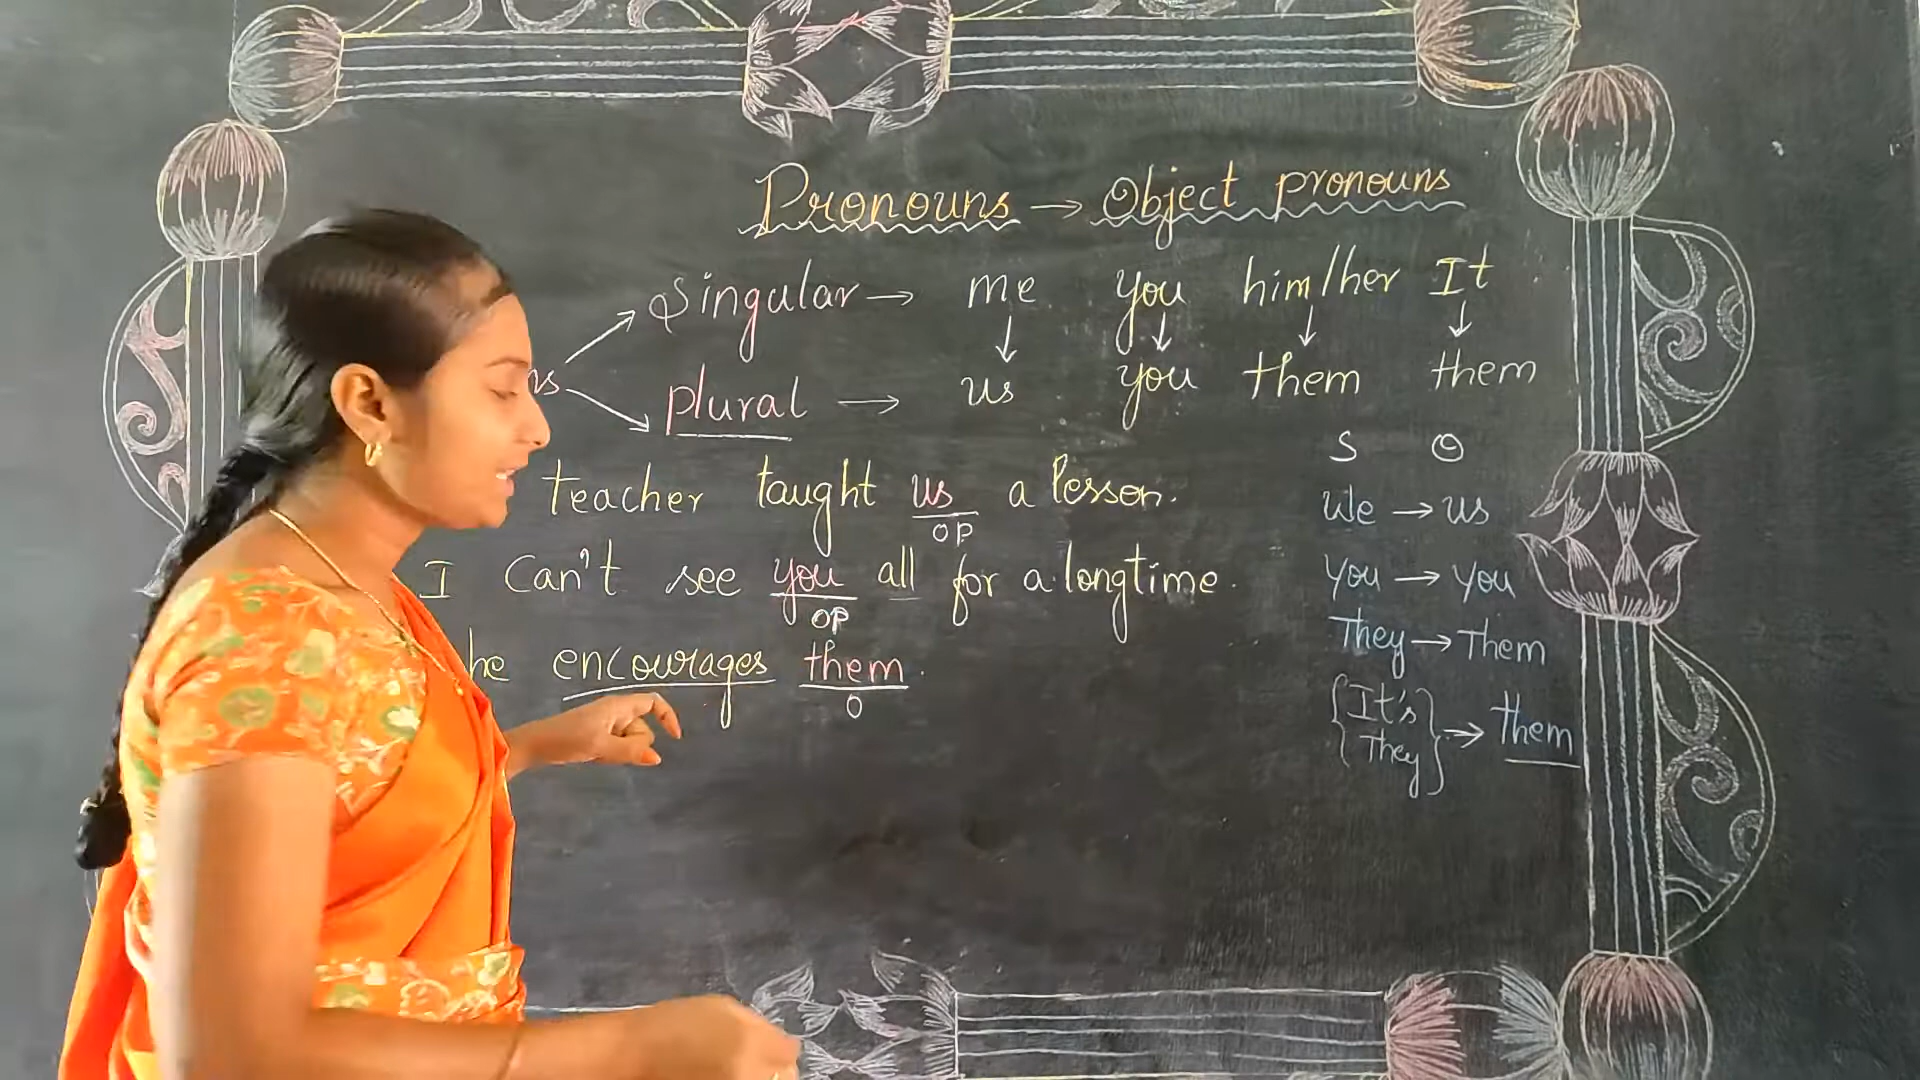 Pronouns → Object pronouns
Singular → me you him/her It
plural → us you them them
S O
teacher taught us a lesson.
OP
We → us
I can't see you all for a longtime.
OP
you → you
They → Them
he encourages them.
O
{It's They} → them